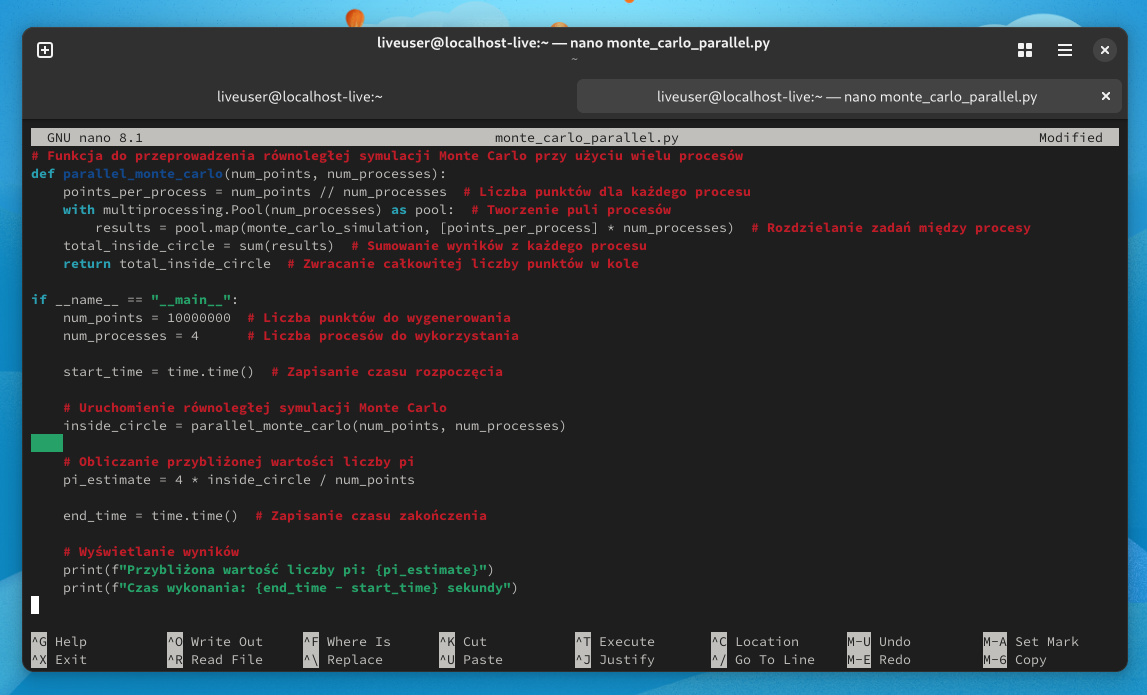 liveuser@localhost-live:~ — nano monte_carlo_parallel.py
~
liveuser@localhost-live:~
liveuser@localhost-live:~ — nano monte_carlo_parallel.py
GNU nano 8.1 monte_carlo_parallel.py Modified
# Funkcja do przeprowadzenia równoległej symulacji Monte Carlo przy użyciu wielu procesów
def parallel_monte_carlo(num_points, num_processes):
    points_per_process = num_points // num_processes  # Liczba punktów dla każdego procesu
    with multiprocessing.Pool(num_processes) as pool:  # Tworzenie puli procesów
        results = pool.map(monte_carlo_simulation, [points_per_process] * num_processes)  # Rozdzielanie zadań między procesy
    total_inside_circle = sum(results)  # Sumowanie wyników z każdego procesu
    return total_inside_circle  # Zwracanie całkowitej liczby punktów w kole
if __name__ == "__main__":
    num_points = 10000000  # Liczba punktów do wygenerowania
    num_processes = 4      # Liczba procesów do wykorzystania
    start_time = time.time()  # Zapisanie czasu rozpoczęcia
    # Uruchomienie równoległej symulacji Monte Carlo
    inside_circle = parallel_monte_carlo(num_points, num_processes)
    # Obliczanie przybliżonej wartości liczby pi
    pi_estimate = 4 * inside_circle / num_points
    end_time = time.time()  # Zapisanie czasu zakończenia
    # Wyświetlanie wyników
    print(f"Przybliżona wartość liczby pi: {pi_estimate}")
    print(f"Czas wykonania: {end_time - start_time} sekundy")
^G Help ^O Write Out ^F Where Is ^K Cut ^T Execute ^C Location M-U Undo M-A Set Mark
^X Exit ^R Read File ^\ Replace ^U Paste ^J Justify ^/ Go To Line M-E Redo M-6 Copy